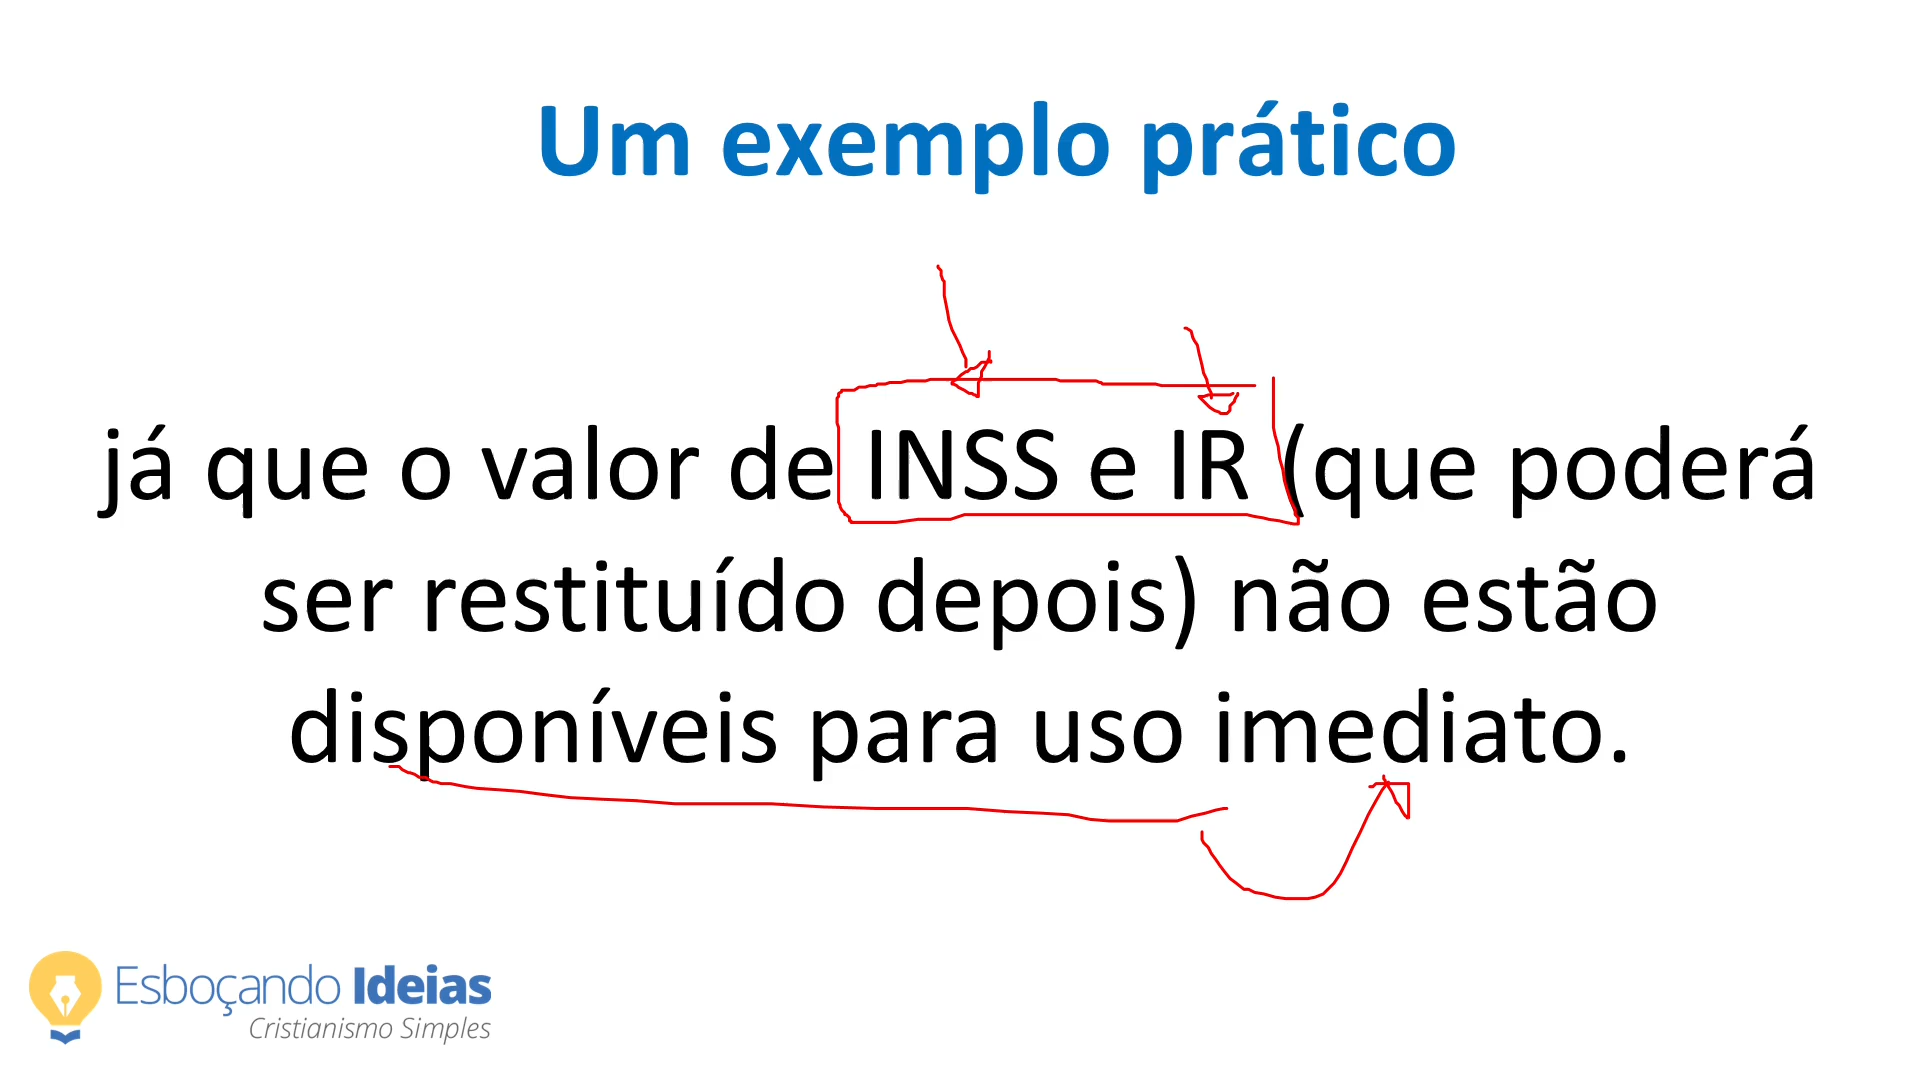 Um exemplo prático
já que o valor de INSS e IR (que poderá
ser restituído depois) não estão
disponíveis para uso imediato.
Esboçando Ideias
Cristianismo Simples